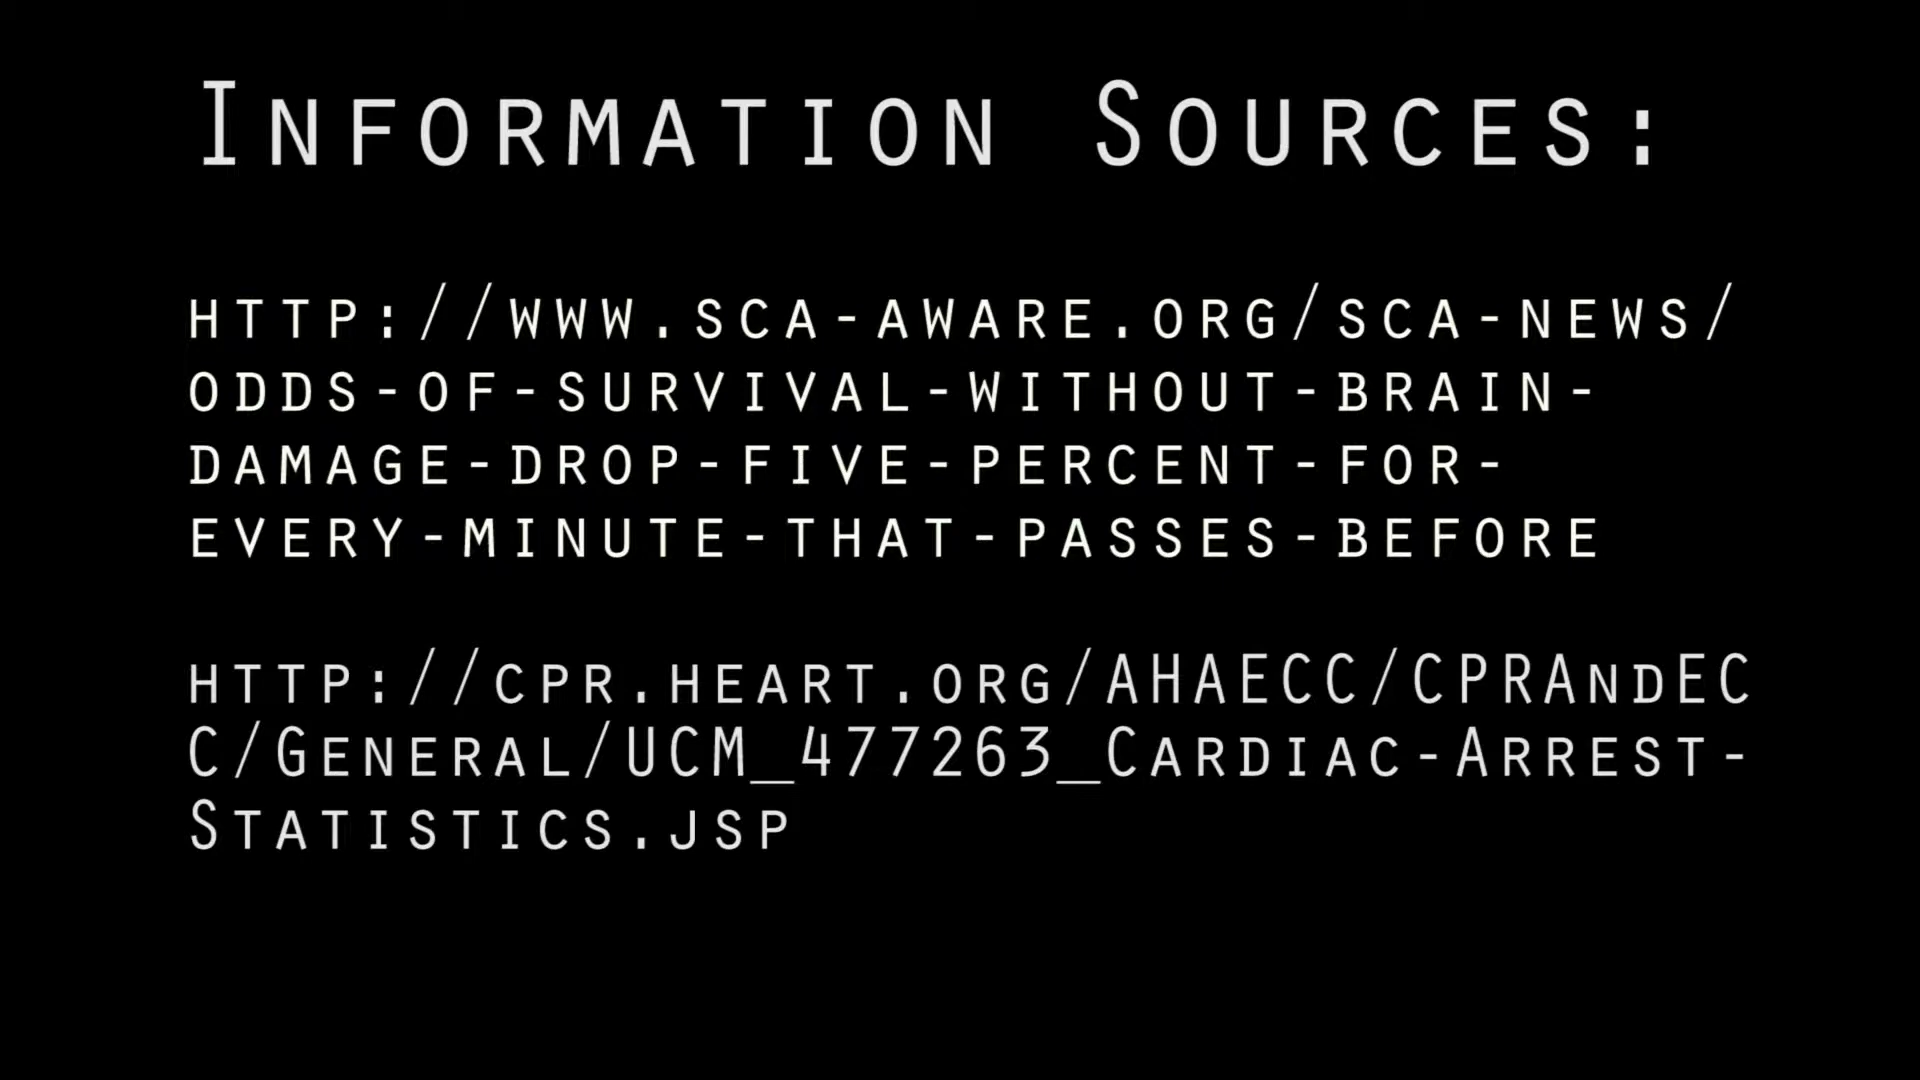 Information Sources:
http://www.sca-aware.org/sca-news/
odds-of-survival-without-brain-
damage-drop-five-percent-for-
every-minute-that-passes-before
http://cpr.heart.org/AHAECC/CPRAndEC
C/General/UCM_477263_Cardiac-Arrest-
Statistics.jsp